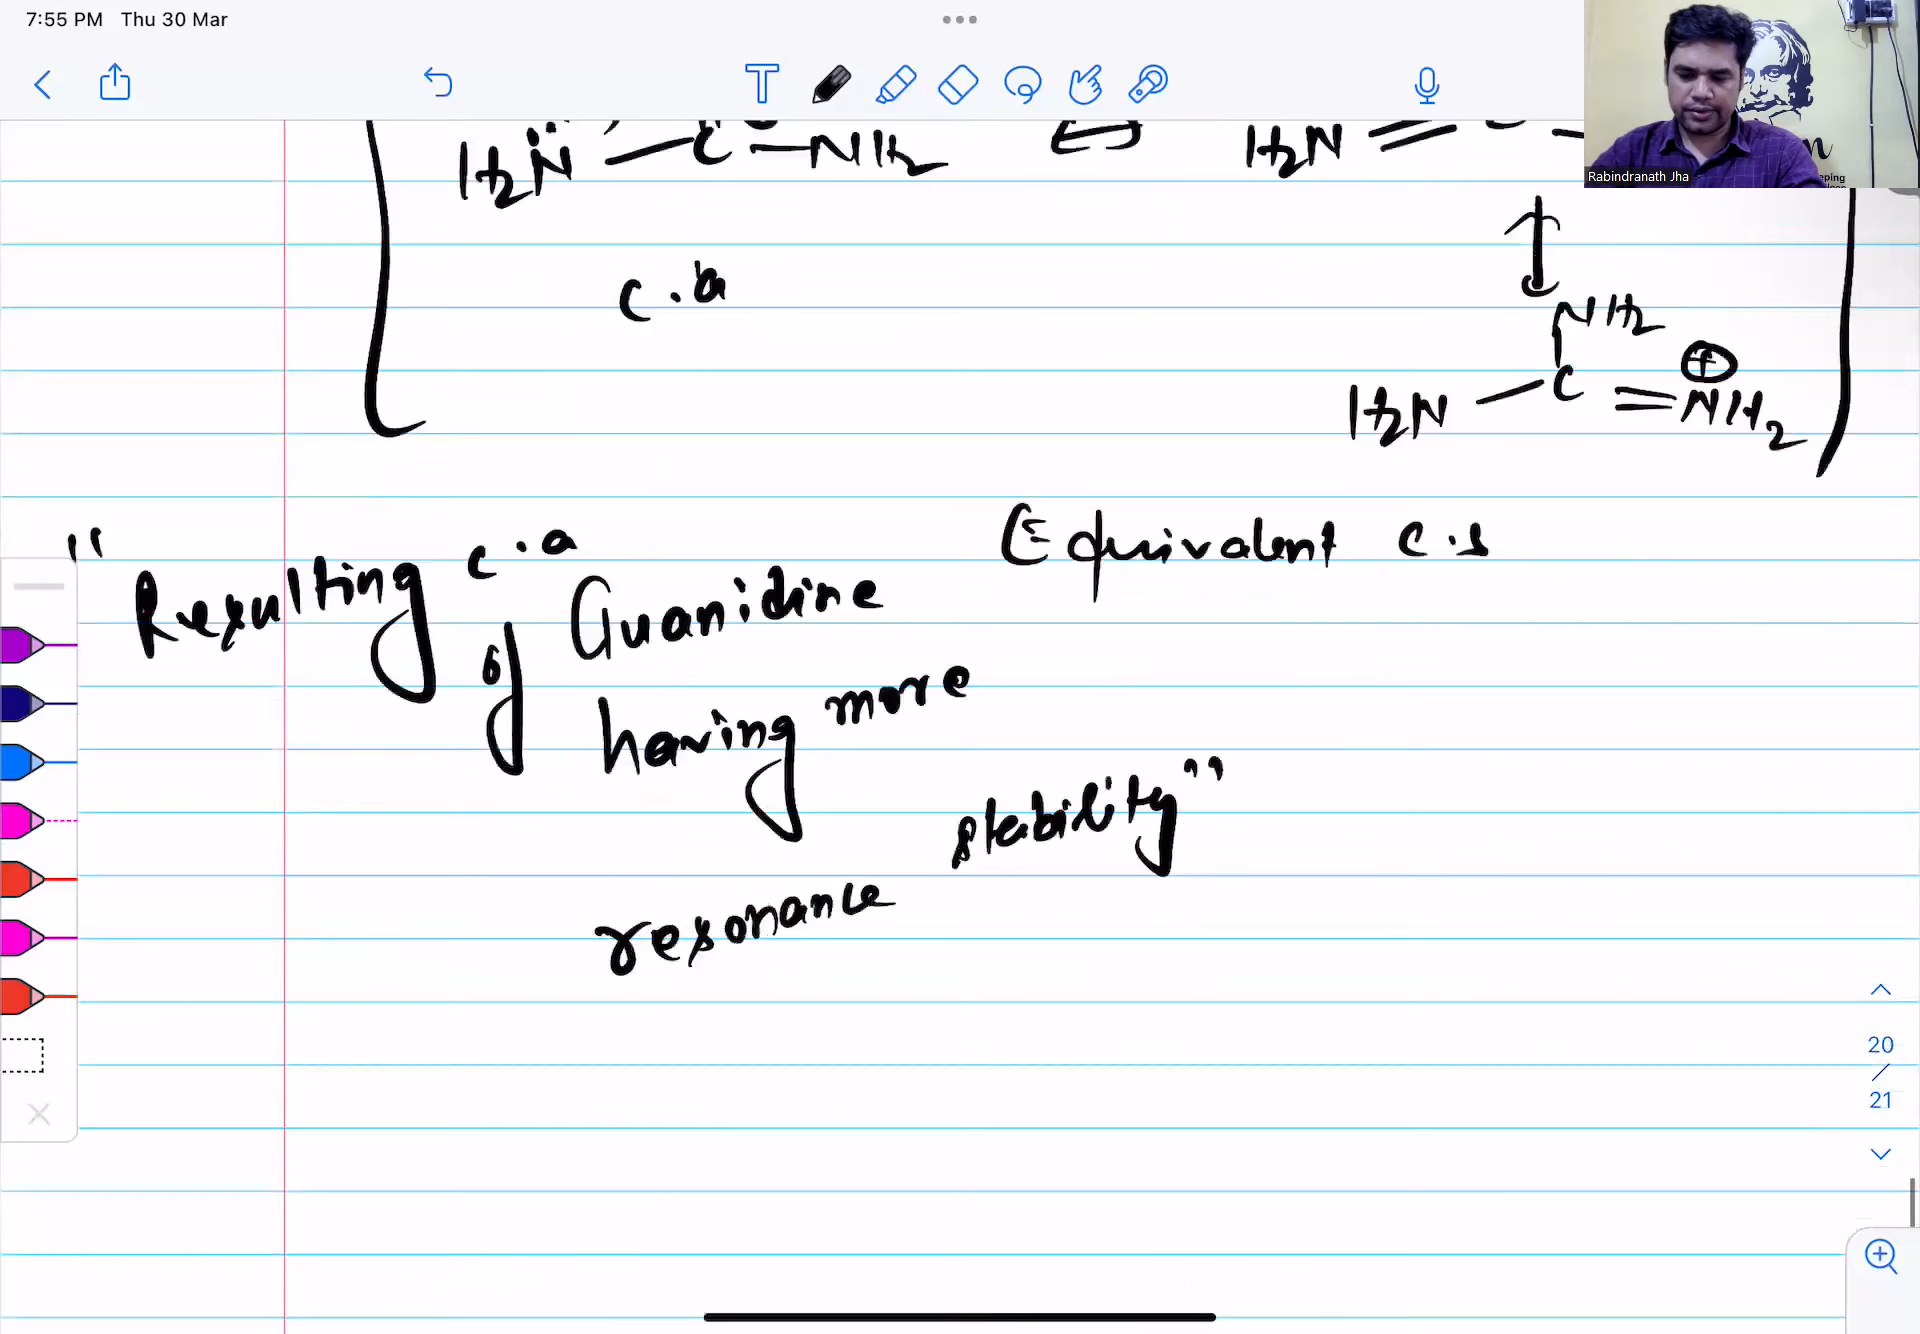 7:55 PM Thu 30 Mar
H₂N̈ — C — NH₂ ↔ H₂N =
Rabindranath Jha
c.a
NH₂
⊕
H₂N — C = NH₂
Equivalent c.s
"Resulting c.a
of Guanidine
having more
resonance stability"
20
/
21